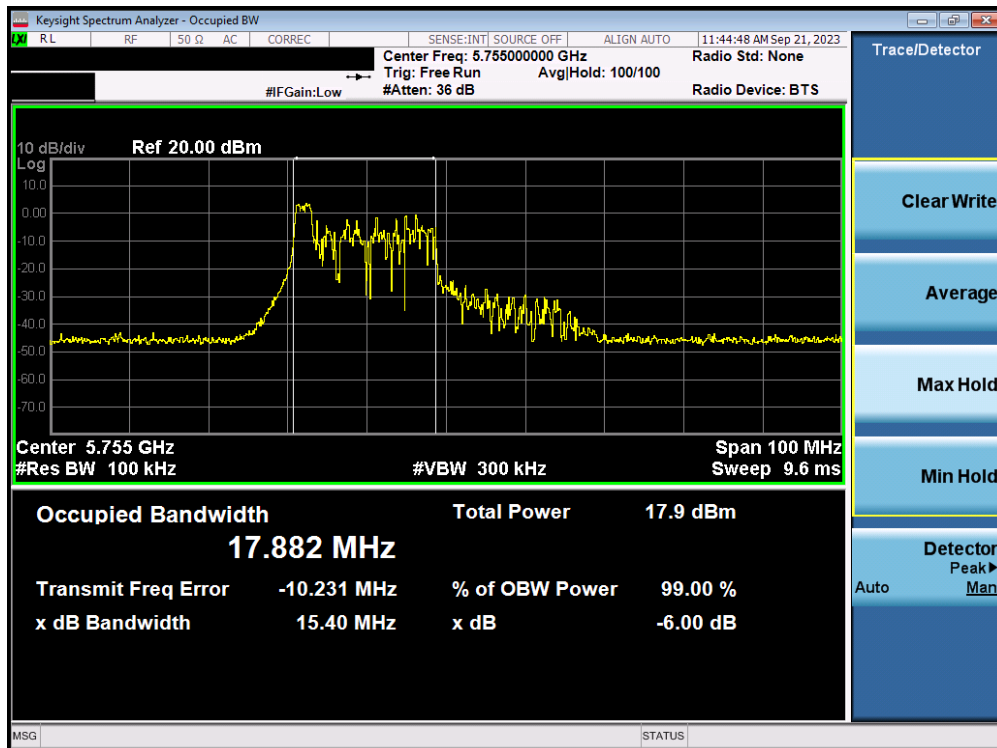 Keysight Spectrum Analyzer - Occupied BW
LXI RL RF 50 Ω AC CORREC SENSE:INT SOURCE OFF ALIGN AUTO 11:44:48 AM Sep 21, 2023
Center Freq: 5.755000000 GHz Radio Std: None
Trig: Free Run Avg|Hold: 100/100
#IFGain:Low #Atten: 36 dB Radio Device: BTS
10 dB/div Ref 20.00 dBm
Log
10.0
0.00
-10.0
-20.0
-30.0
-40.0
-50.0
-60.0
-70.0
Center 5.755 GHz Span 100 MHz
#Res BW 100 kHz #VBW 300 kHz Sweep 9.6 ms
Occupied Bandwidth Total Power 17.9 dBm
17.882 MHz
Transmit Freq Error -10.231 MHz % of OBW Power 99.00 %
x dB Bandwidth 15.40 MHz x dB -6.00 dB
MSG STATUS
Trace/Detector
Clear Write
Average
Max Hold
Min Hold
Detector
Peak▶
Auto Man